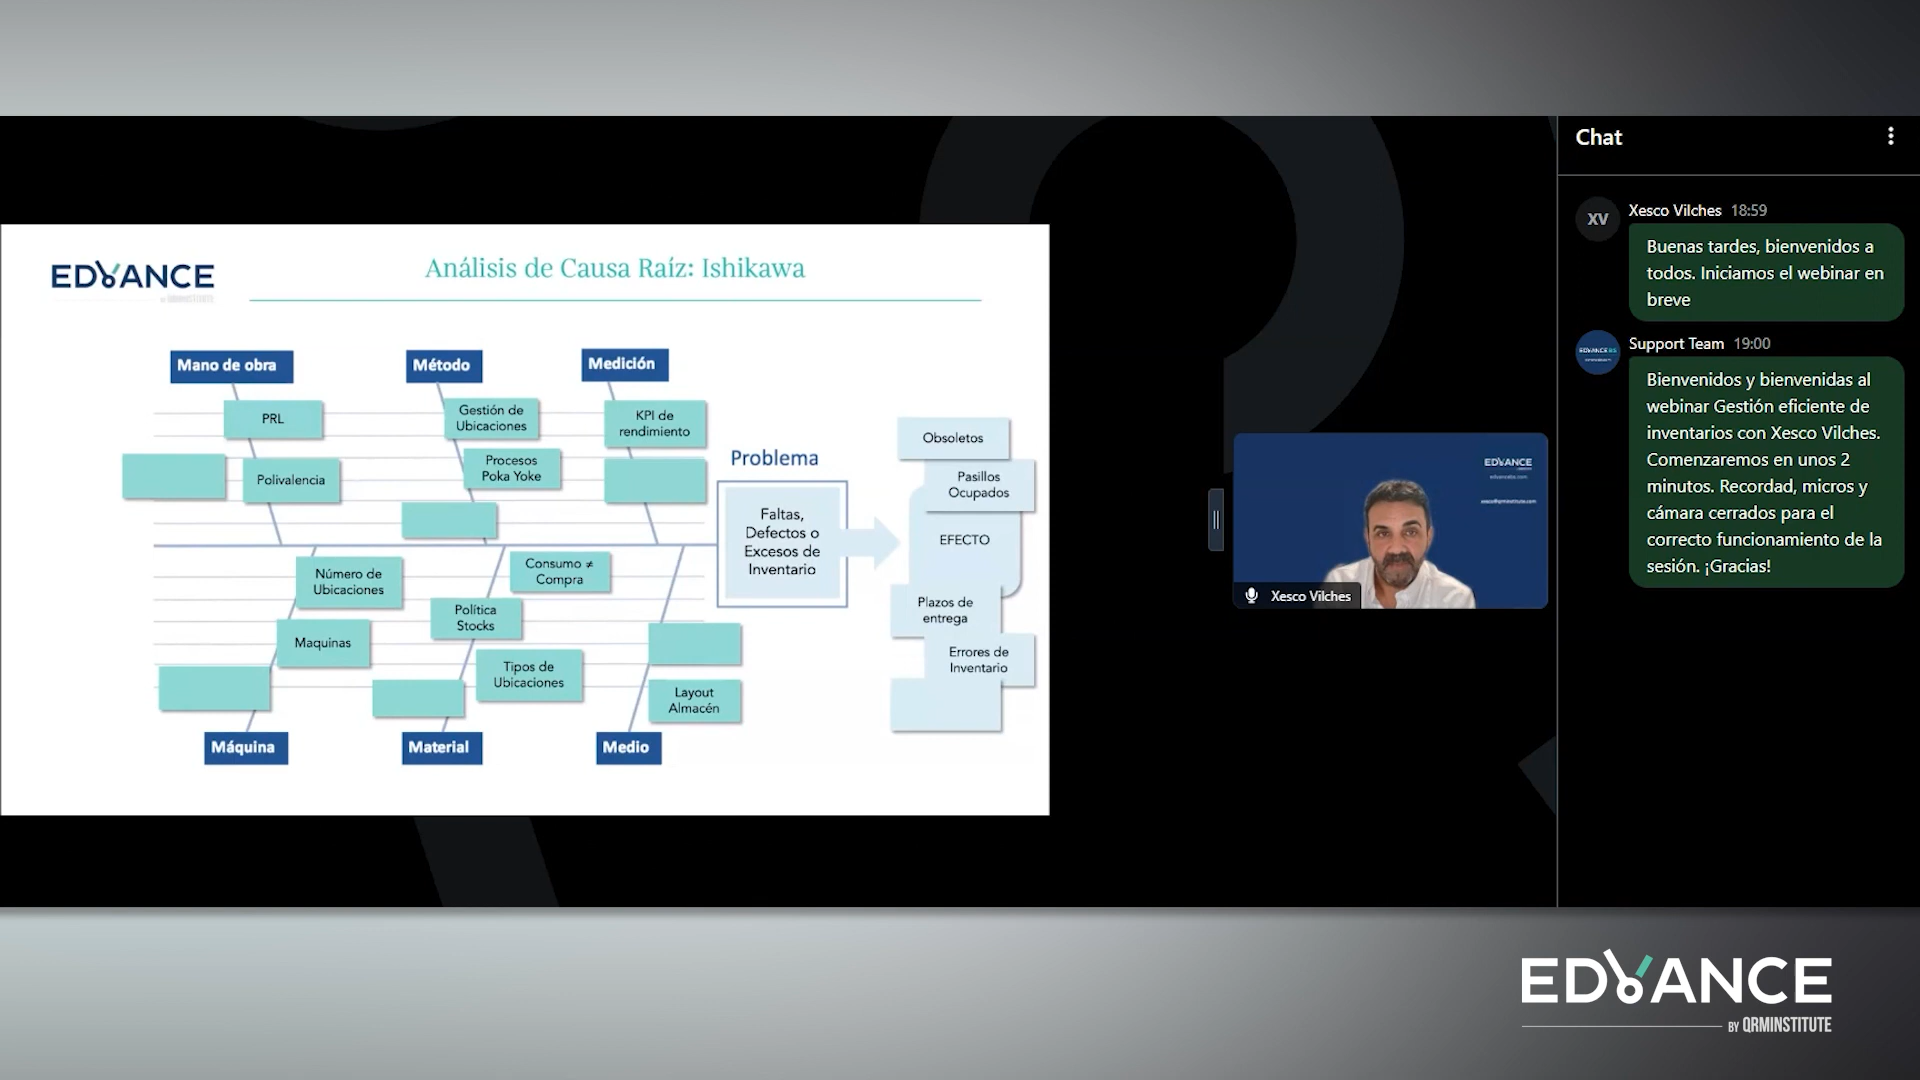 EDVANCE
BY QRMINSTITUTE
Análisis de Causa Raíz: Ishikawa
Mano de obra
Método
Medición
PRL
Gestión de
Ubicaciones
KPI de
rendimiento
Polivalencia
Procesos
Poka Yoke
Problema
Faltas,
Defectos o
Excesos de
Inventario
Obsoletos
Pasillos
Ocupados
EFECTO
Plazos de
entrega
Errores de
Inventario
Número de
Ubicaciones
Consumo ≠
Compra
Política
Stocks
Maquinas
Tipos de
Ubicaciones
Layout
Almacén
Máquina
Material
Medio
EDVANCE
Xesco Vilches
Chat
XV
Xesco Vilches 18:59
Buenas tardes, bienvenidos a
todos. Iniciamos el webinar en
breve
Support Team 19:00
Bienvenidos y bienvenidas al
webinar Gestión eficiente de
inventarios con Xesco Vilches.
Comenzaremos en unos 2
minutos. Recordad, micros y
cámara cerrados para el
correcto funcionamiento de la
sesión. ¡Gracias!
EDVANCE
BY QRMINSTITUTE